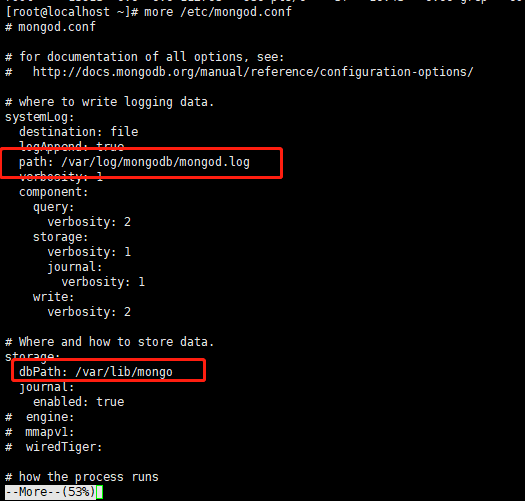 [root@localhost ~]# more /etc/mongod.conf
# mongod.conf
# for documentation of all options, see:
#   http://docs.mongodb.org/manual/reference/configuration-options/
# where to write logging data.
systemLog:
  destination: file
  logAppend: true
  path: /var/log/mongodb/mongod.log
  verbosity: 1
  component:
    query:
      verbosity: 2
    storage:
      verbosity: 1
      journal:
        verbosity: 1
    write:
      verbosity: 2
# Where and how to store data.
storage:
  dbPath: /var/lib/mongo
  journal:
    enabled: true
#  engine:
#  mmapv1:
#  wiredTiger:
# how the process runs
--More--(53%)